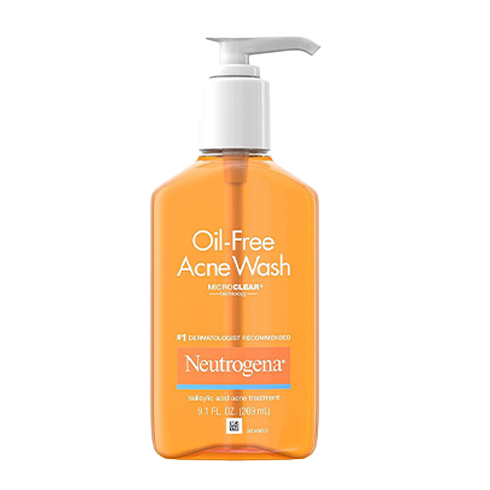 Oil-Free
Acne Wash
MICROCLEAR®
technology
#1 DERMATOLOGIST RECOMMENDED
Neutrogena®
salicylic acid acne treatment
9.1 FL. OZ. (269 mL)